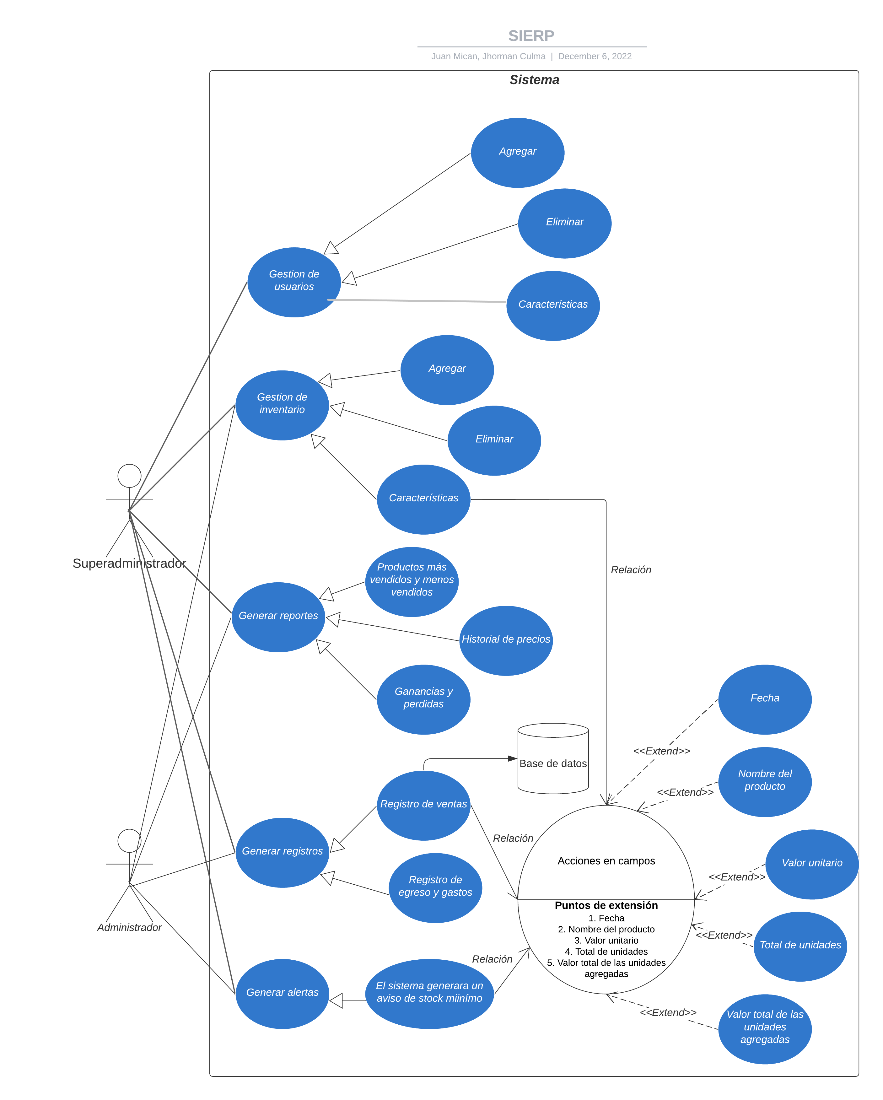 SIERP
Juan Mican, Jhorman Culma | December 6, 2022
Sistema
Agregar
Eliminar
Gestion de
usuarios
Características
Agregar
Gestion de
inventario
Eliminar
Características
Superadministrador
Relación
Productos más
vendidos y menos
vendidos
Generar reportes
Historial de precios
Ganancias y
perdidas
Fecha
<<Extend>>
Base de datos
Nombre del
producto
<<Extend>>
Registro de ventas
Relación
Generar registros
Acciones en campos
Valor unitario
<<Extend>>
Registro de
egreso y gastos
Puntos de extensión
1. Fecha
2. Nombre del producto
3. Valor unitario
4. Total de unidades
5. Valor total de las unidades
agregadas
Administrador
<<Extend>>
Total de unidades
Relación
Generar alertas
El sistema generara un
aviso de stock miinímo
<<Extend>>
Valor total de las
unidades
agregadas